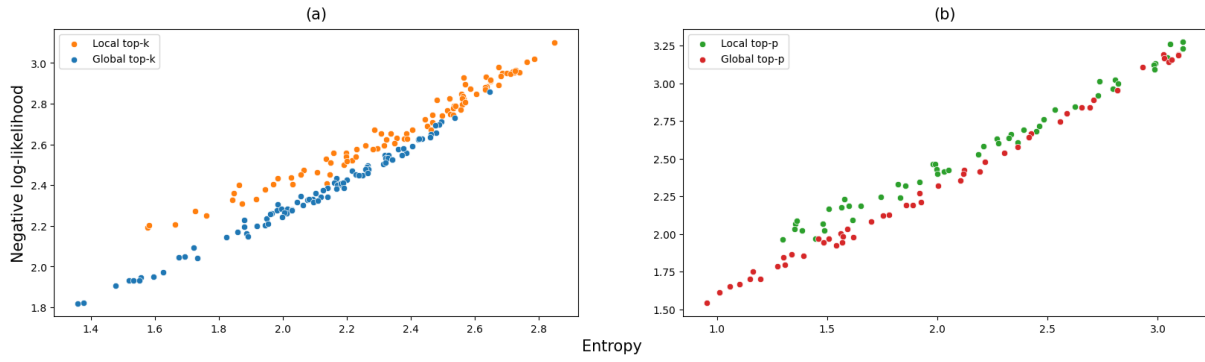 (a)
Negative log-likelihood
Local top-k
Global top-k
3.0
2.8
2.6
2.4
2.2
2.0
1.8
1.4 1.6 1.8 2.0 2.2 2.4 2.6 2.8
(b)
Local top-p
Global top-p
3.25
3.00
2.75
2.50
2.25
2.00
1.75
1.50
1.0 1.5 2.0 2.5 3.0
Entropy